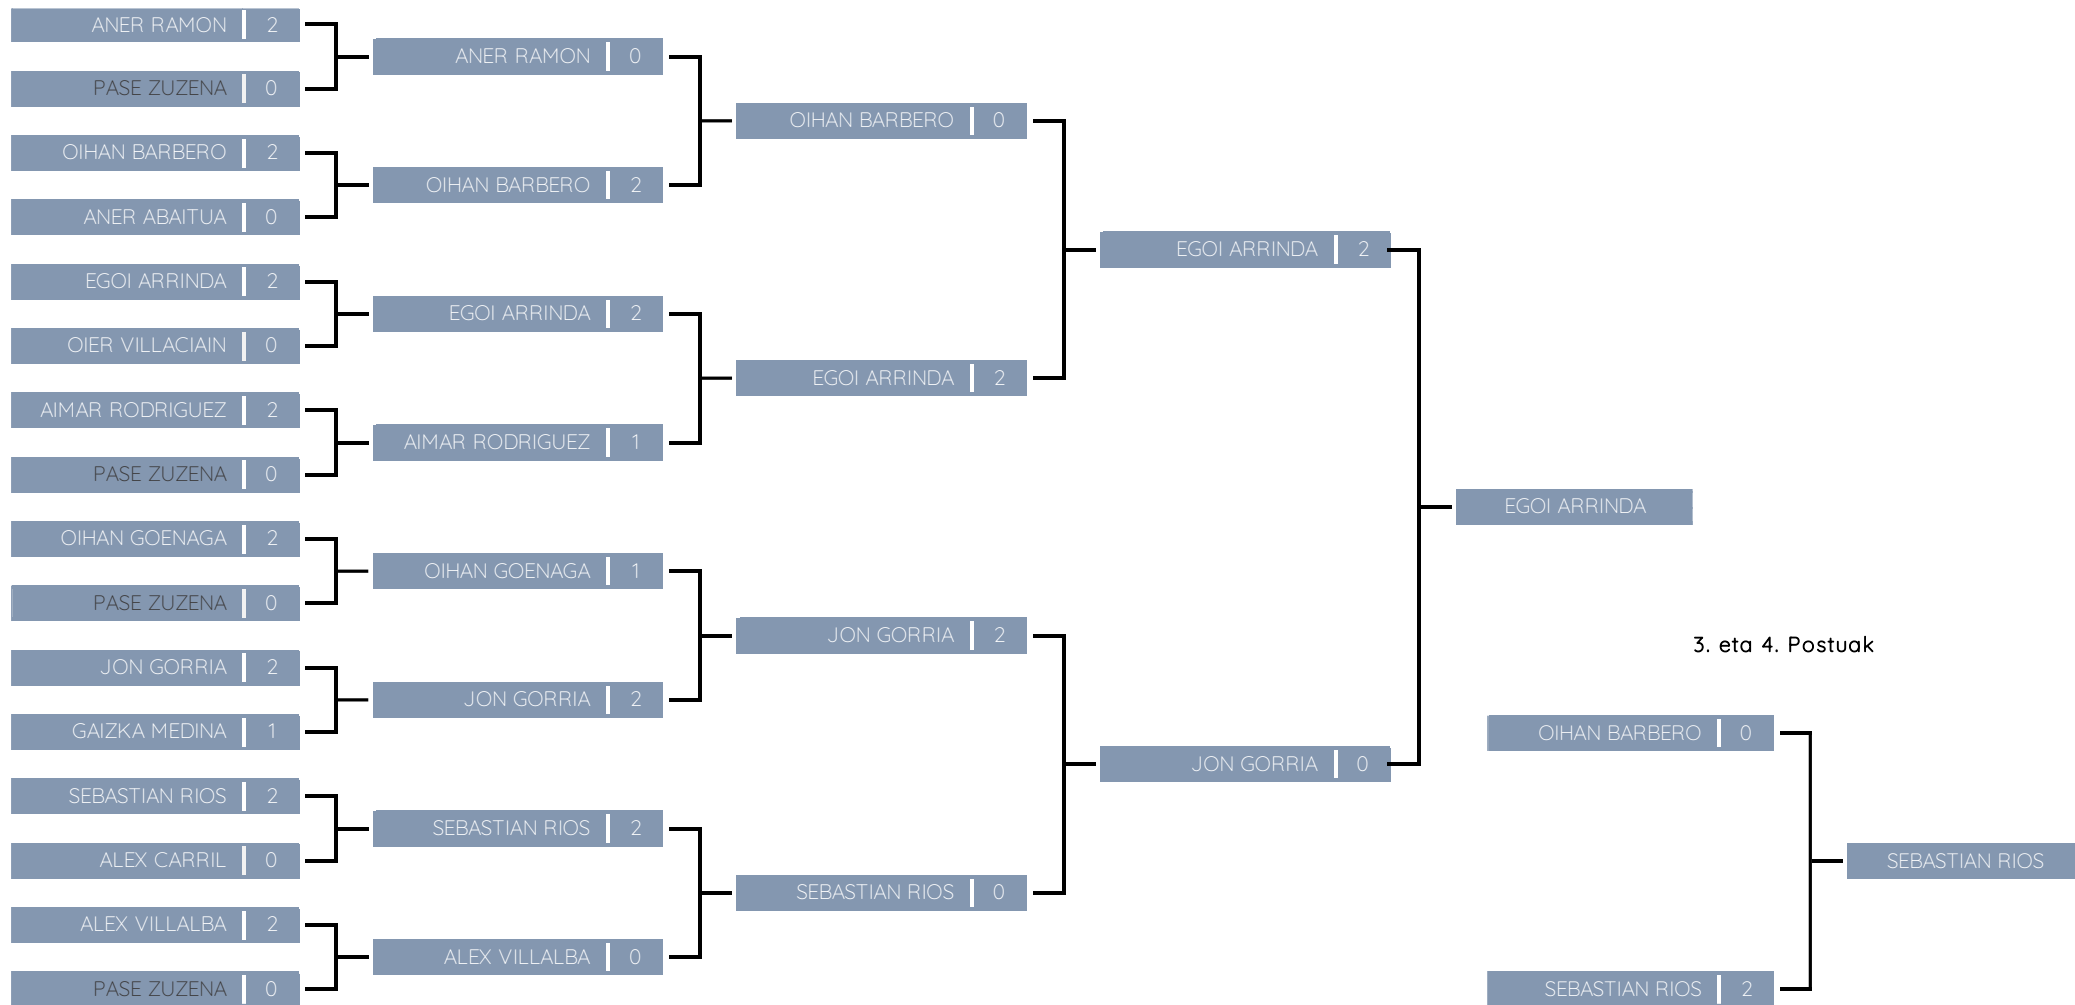 ANER RAMON 2
PASE ZUZENA 0
OIHAN BARBERO 2
ANER ABAITUA 0
EGOI ARRINDA 2
OIER VILLACIAIN 0
AIMAR RODRIGUEZ 2
PASE ZUZENA 0
OIHAN GOENAGA 2
PASE ZUZENA 0
JON GORRIA 2
GAIZKA MEDINA 1
SEBASTIAN RIOS 2
ALEX CARRIL 0
ALEX VILLALBA 2
PASE ZUZENA 0
ANER RAMON 0
OIHAN BARBERO 2
EGOI ARRINDA 2
AIMAR RODRIGUEZ 1
OIHAN GOENAGA 1
JON GORRIA 2
SEBASTIAN RIOS 2
ALEX VILLALBA 0
OIHAN BARBERO 0
EGOI ARRINDA 2
JON GORRIA 2
SEBASTIAN RIOS 0
EGOI ARRINDA 2
JON GORRIA 0
EGOI ARRINDA
3. eta 4. Postuak
OIHAN BARBERO 0
SEBASTIAN RIOS 2
SEBASTIAN RIOS